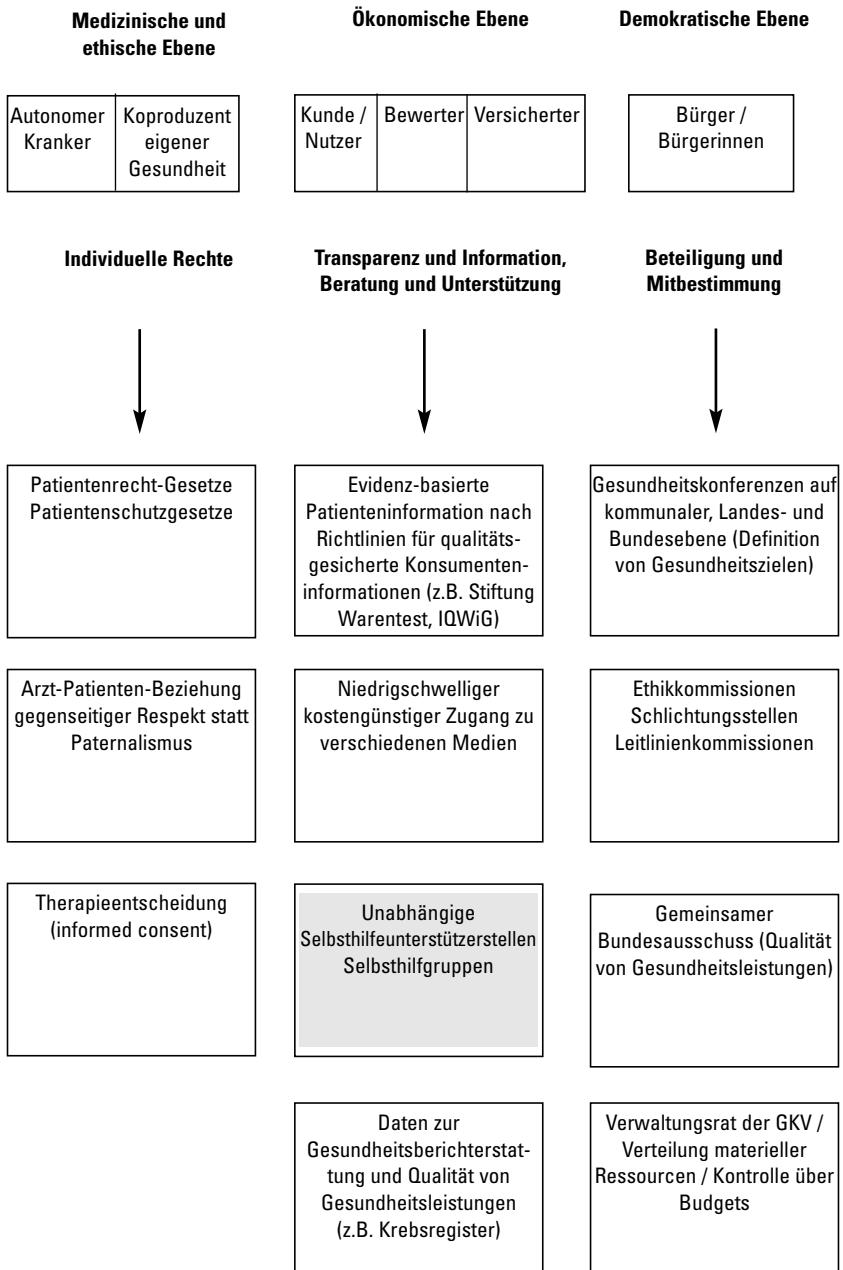 Medizinische und
ethische Ebene
Ökonomische Ebene
Demokratische Ebene
Autonomer
Kranker
Koproduzent
eigener
Gesundheit
Kunde /
Nutzer
Bewerter
Versicherter
Bürger /
Bürgerinnen
Individuelle Rechte
Transparenz und Information,
Beratung und Unterstützung
Beteiligung und
Mitbestimmung
Patientenrecht-Gesetze
Patientenschutzgesetze
Evidenz-basierte
Patienteninformation nach
Richtlinien für qualitäts-
gesicherte Konsumenten-
informationen (z.B. Stiftung
Warentest, IQWiG)
Gesundheitskonferenzen auf
kommunaler, Landes- und
Bundesebene (Definition
von Gesundheitszielen)
Arzt-Patienten-Beziehung
gegenseitiger Respekt statt
Paternalismus
Niedrigschwelliger
kostengünstiger Zugang zu
verschiedenen Medien
Ethikkommissionen
Schlichtungsstellen
Leitlinienkommissionen
Therapieentscheidung
(informed consent)
Unabhängige
Selbsthilfeunterstützerstellen
Selbsthilfgruppen
Gemeinsamer
Bundesausschuss (Qualität
von Gesundheitsleistungen)
Daten zur
Gesundheitsberichterstat-
tung und Qualität von
Gesundheitsleistungen
(z.B. Krebsregister)
Verwaltungsrat der GKV /
Verteilung materieller
Ressourcen / Kontrolle über
Budgets